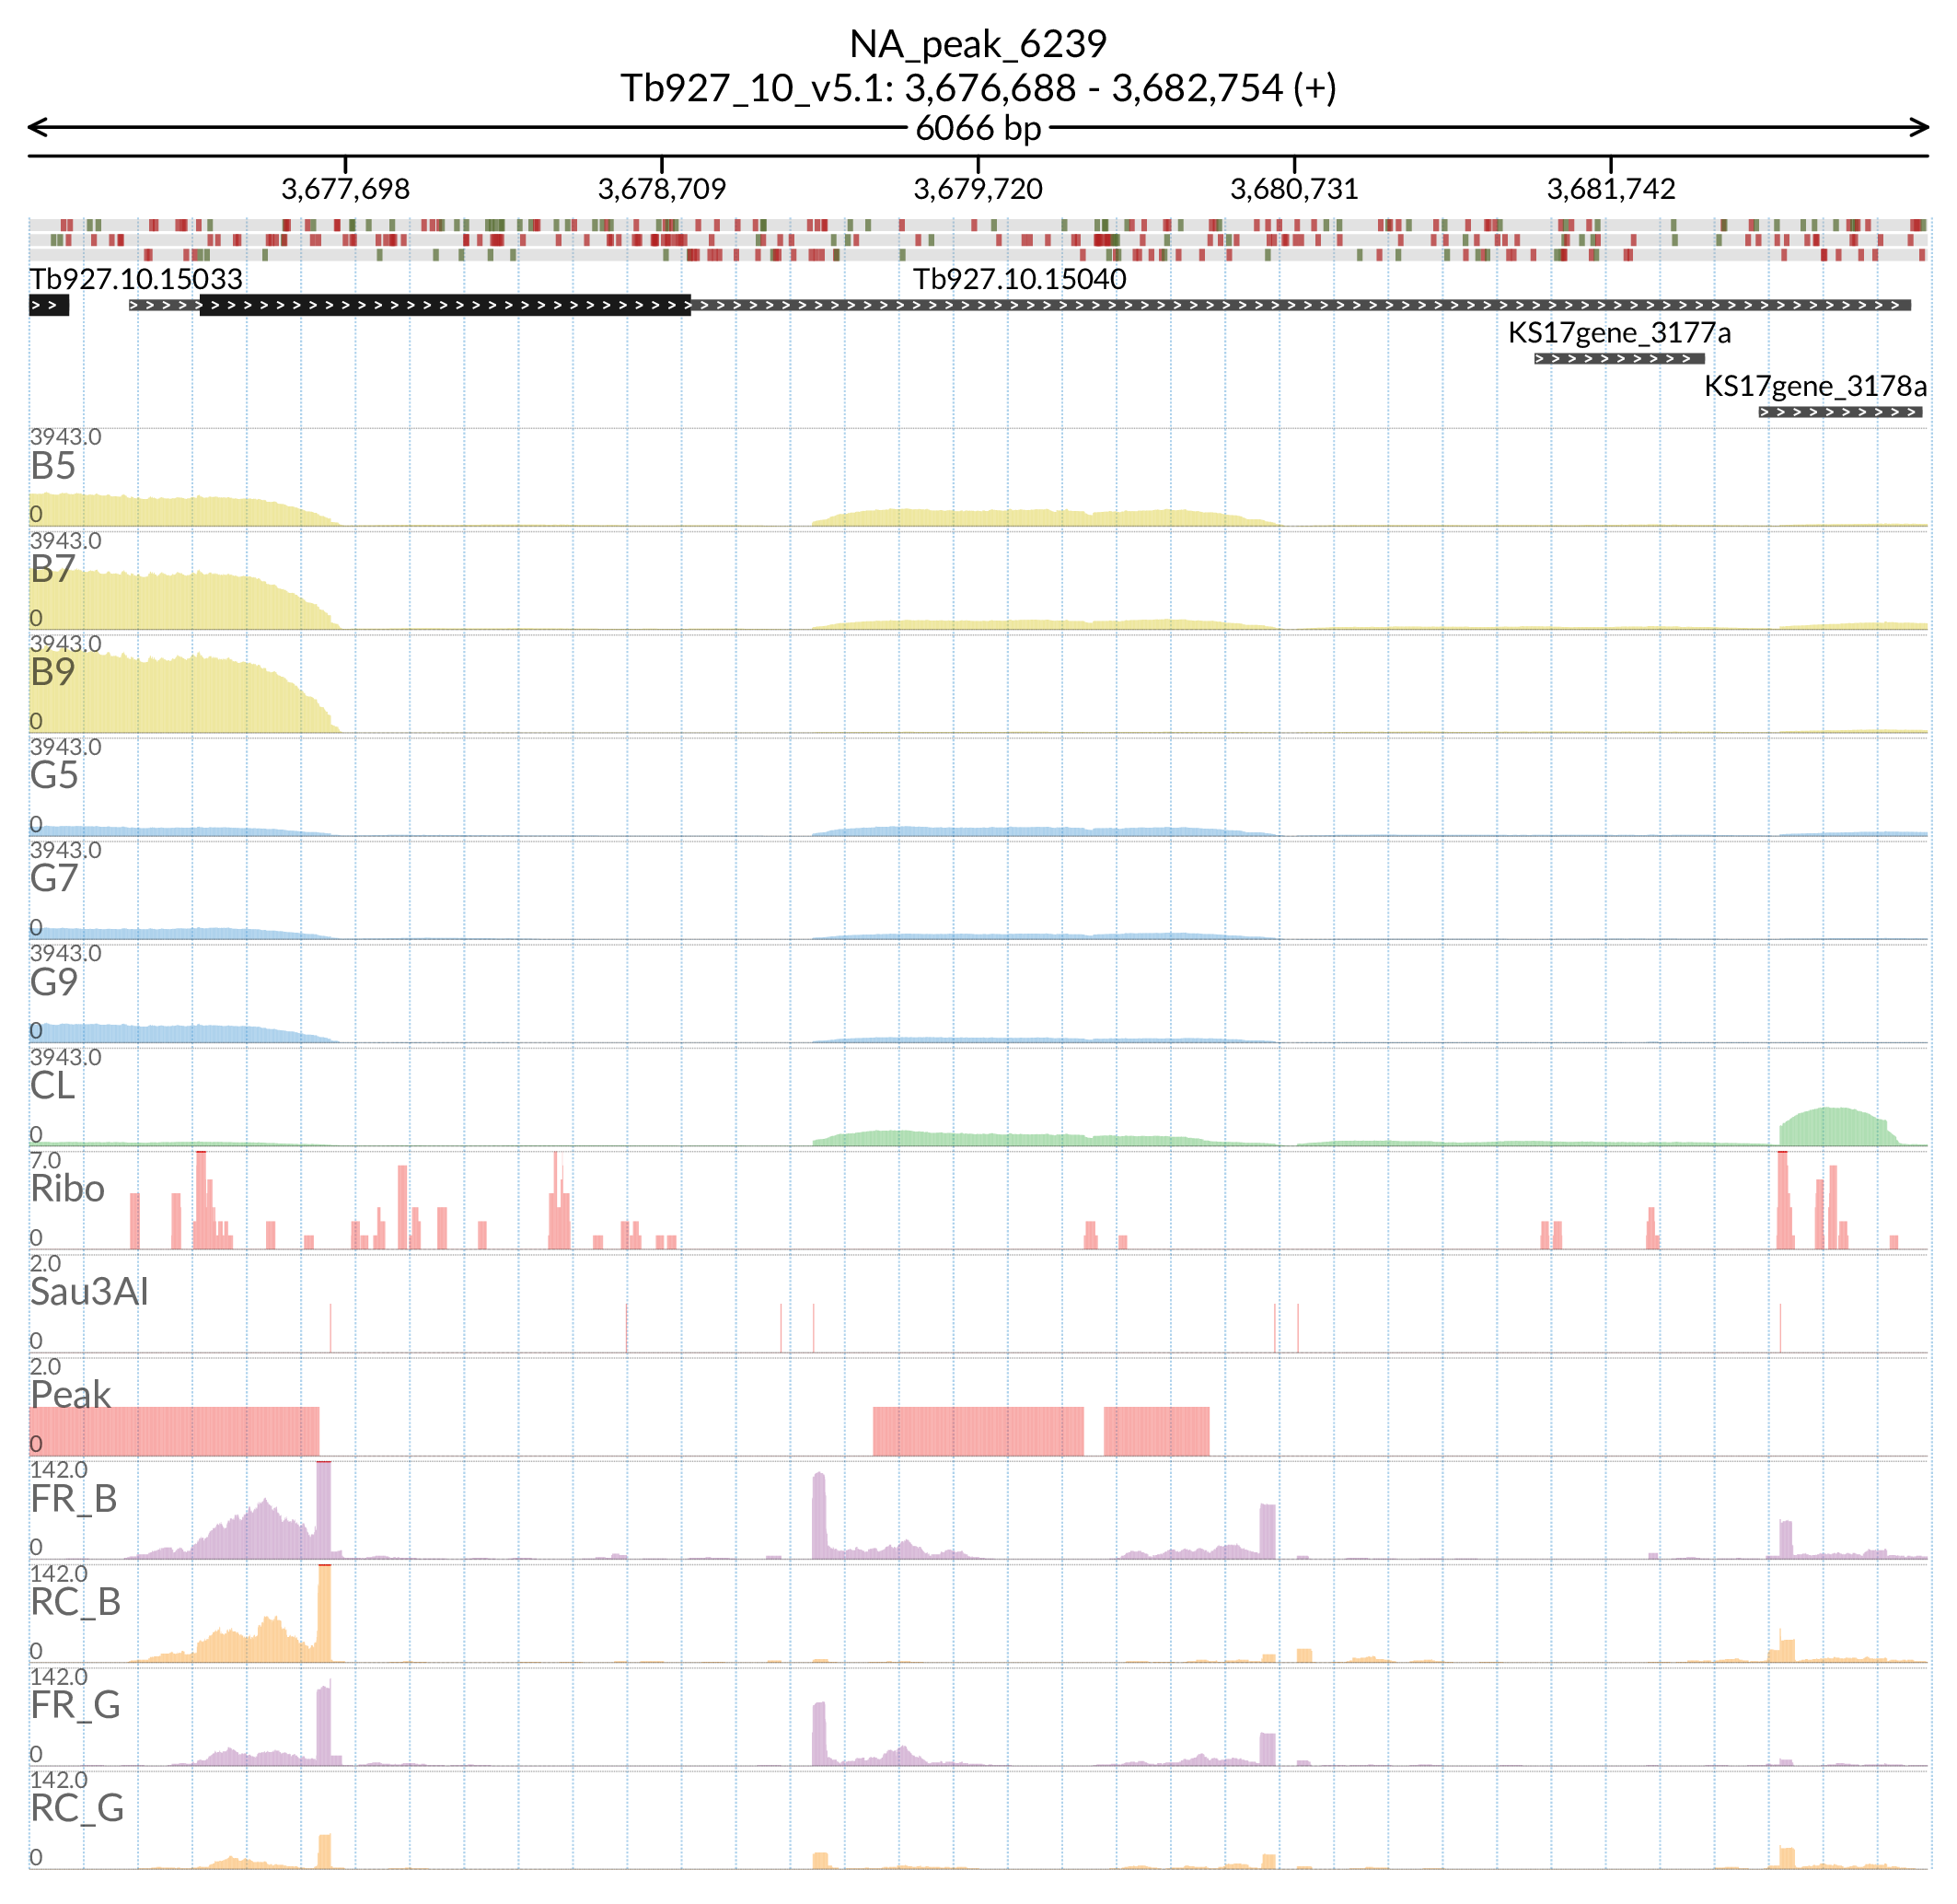 NA_peak_6239
Tb927_10_v5.1: 3,676,688 - 3,682,754 (+)
6066 bp
3,677,698 3,678,709 3,679,720 3,680,731 3,681,742
Tb927.10.15033 Tb927.10.15040
KS17gene_3177a
KS17gene_3178a
3943.0
B5
0
3943.0
B7
0
3943.0
B9
0
3943.0
G5
0
3943.0
G7
0
3943.0
G9
0
3943.0
CL
0
7.0
Ribo
0
2.0
Sau3AI
0
2.0
Peak
0
142.0
FR_B
0
142.0
RC_B
0
142.0
FR_G
0
142.0
RC_G
0